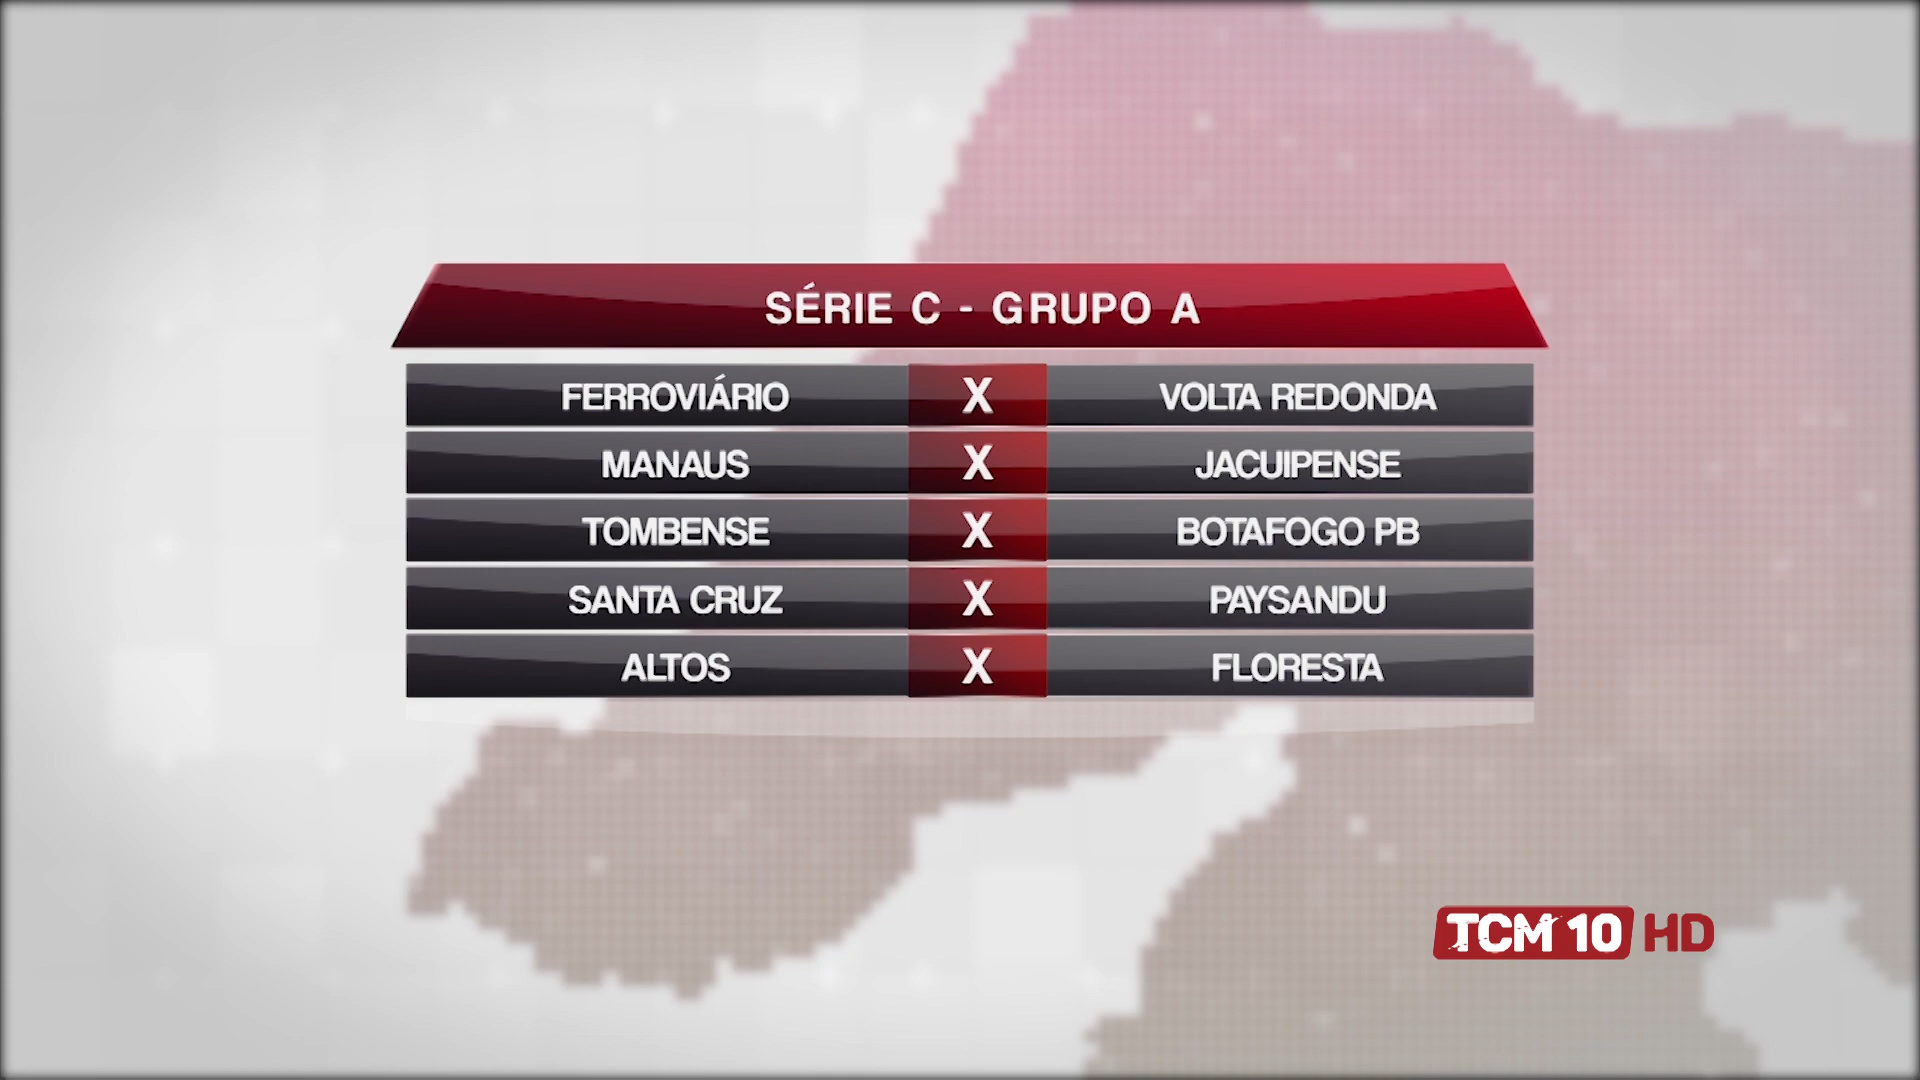 SÉRIE C - GRUPO A
FERROVIÁRIO X VOLTA REDONDA
MANAUS X JACUIPENSE
TOMBENSE X BOTAFOGO PB
SANTA CRUZ X PAYSANDU
ALTOS X FLORESTA
TCM 10 HD